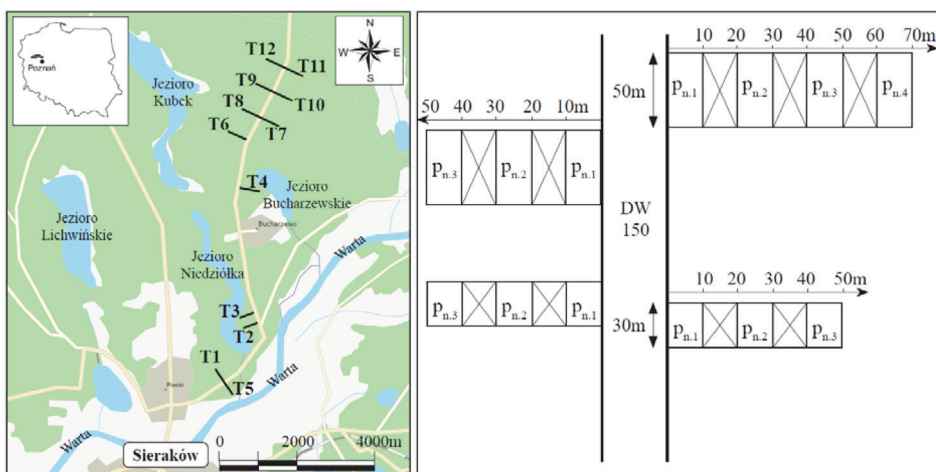 Poznań
N
W E
S
Jezioro
Kubek
T12
T11
T9
T10
T8
T7
T6
T4
Jezioro
Bucharzewskie
Bucharzewo
Jezioro
Lichwińskie
Jezioro
Niedziółka
Warta
T3
T2
T1
T5
Piaski
Warta
Warta
Sieraków
0 2000 4000m
10 20 30 40 50 60 70m
50m
pn.1 pn.2 pn.3 pn.4
50 40 30 20 10m
pn.3 pn.2 pn.1
DW
150
10 20 30 40 50m
30m
pn.1 pn.2 pn.3
pn.3 pn.2 pn.1